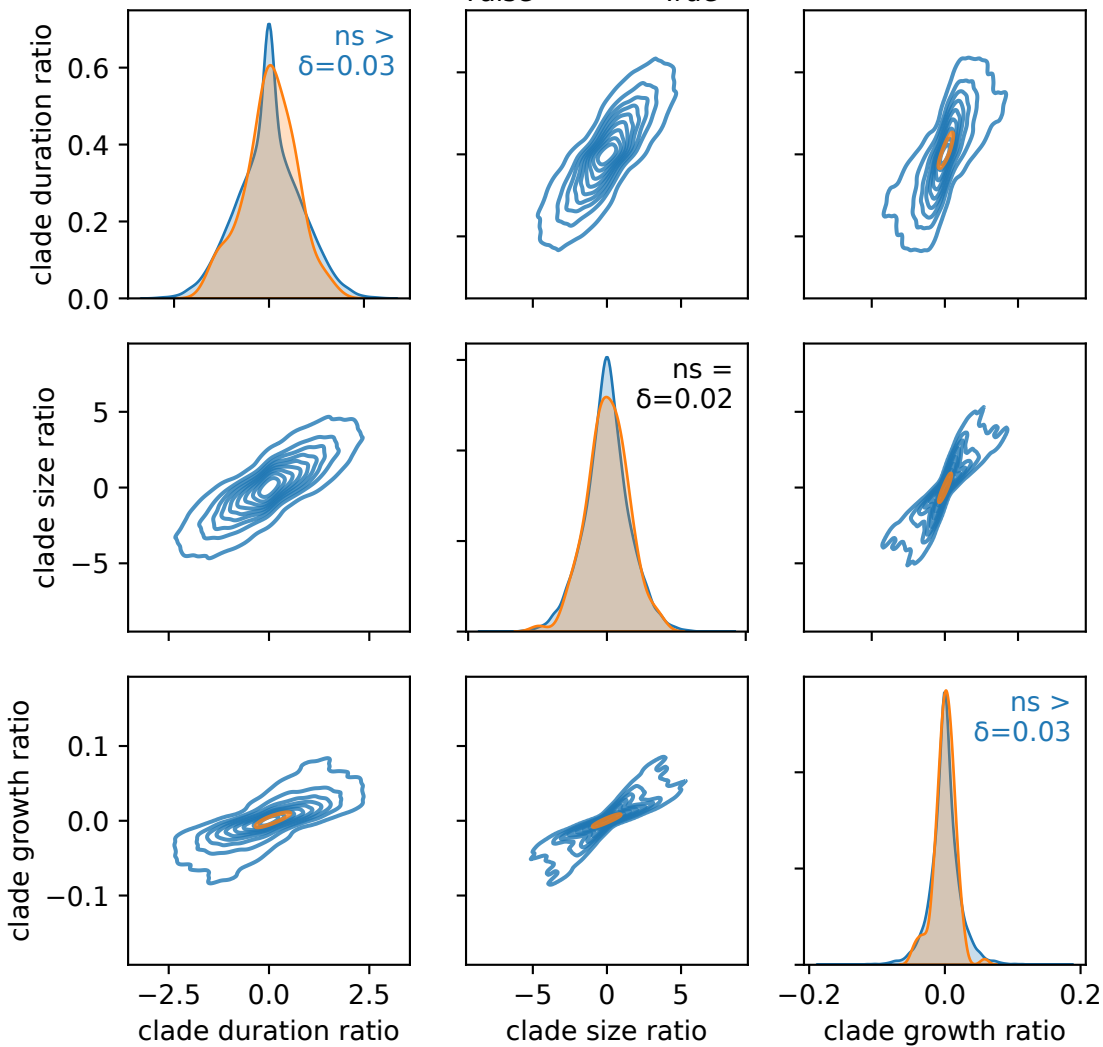 clade duration ratio
0.6
0.4
0.2
0.0
ns >
δ=0.03
clade size ratio
5
0
−5
ns =
δ=0.02
clade growth ratio
0.1
0.0
−0.1
ns >
δ=0.03
−2.5 0.0 2.5
−5 0 5
−0.2 0.0 0.2
clade duration ratio
clade size ratio
clade growth ratio